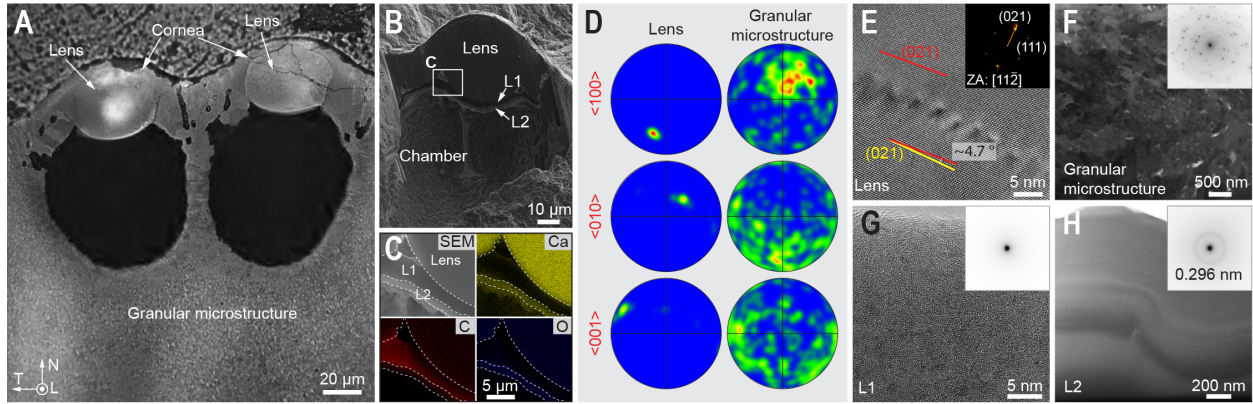 A
Cornea
Lens
Lens
Granular microstructure
N
T
L
20 µm
B
Lens
C
L1
L2
Chamber
10 µm
C
SEM
Lens
L1
L2
Ca
C
O
5 µm
D
Lens
Granular
microstructure
<100>
<010>
<001>
E
(021)
(021)
(111)
ZA: [112̄]
(021)
~4.7 °
Lens
5 nm
F
Granular
microstructure
500 nm
G
L1
5 nm
H
0.296 nm
L2
200 nm